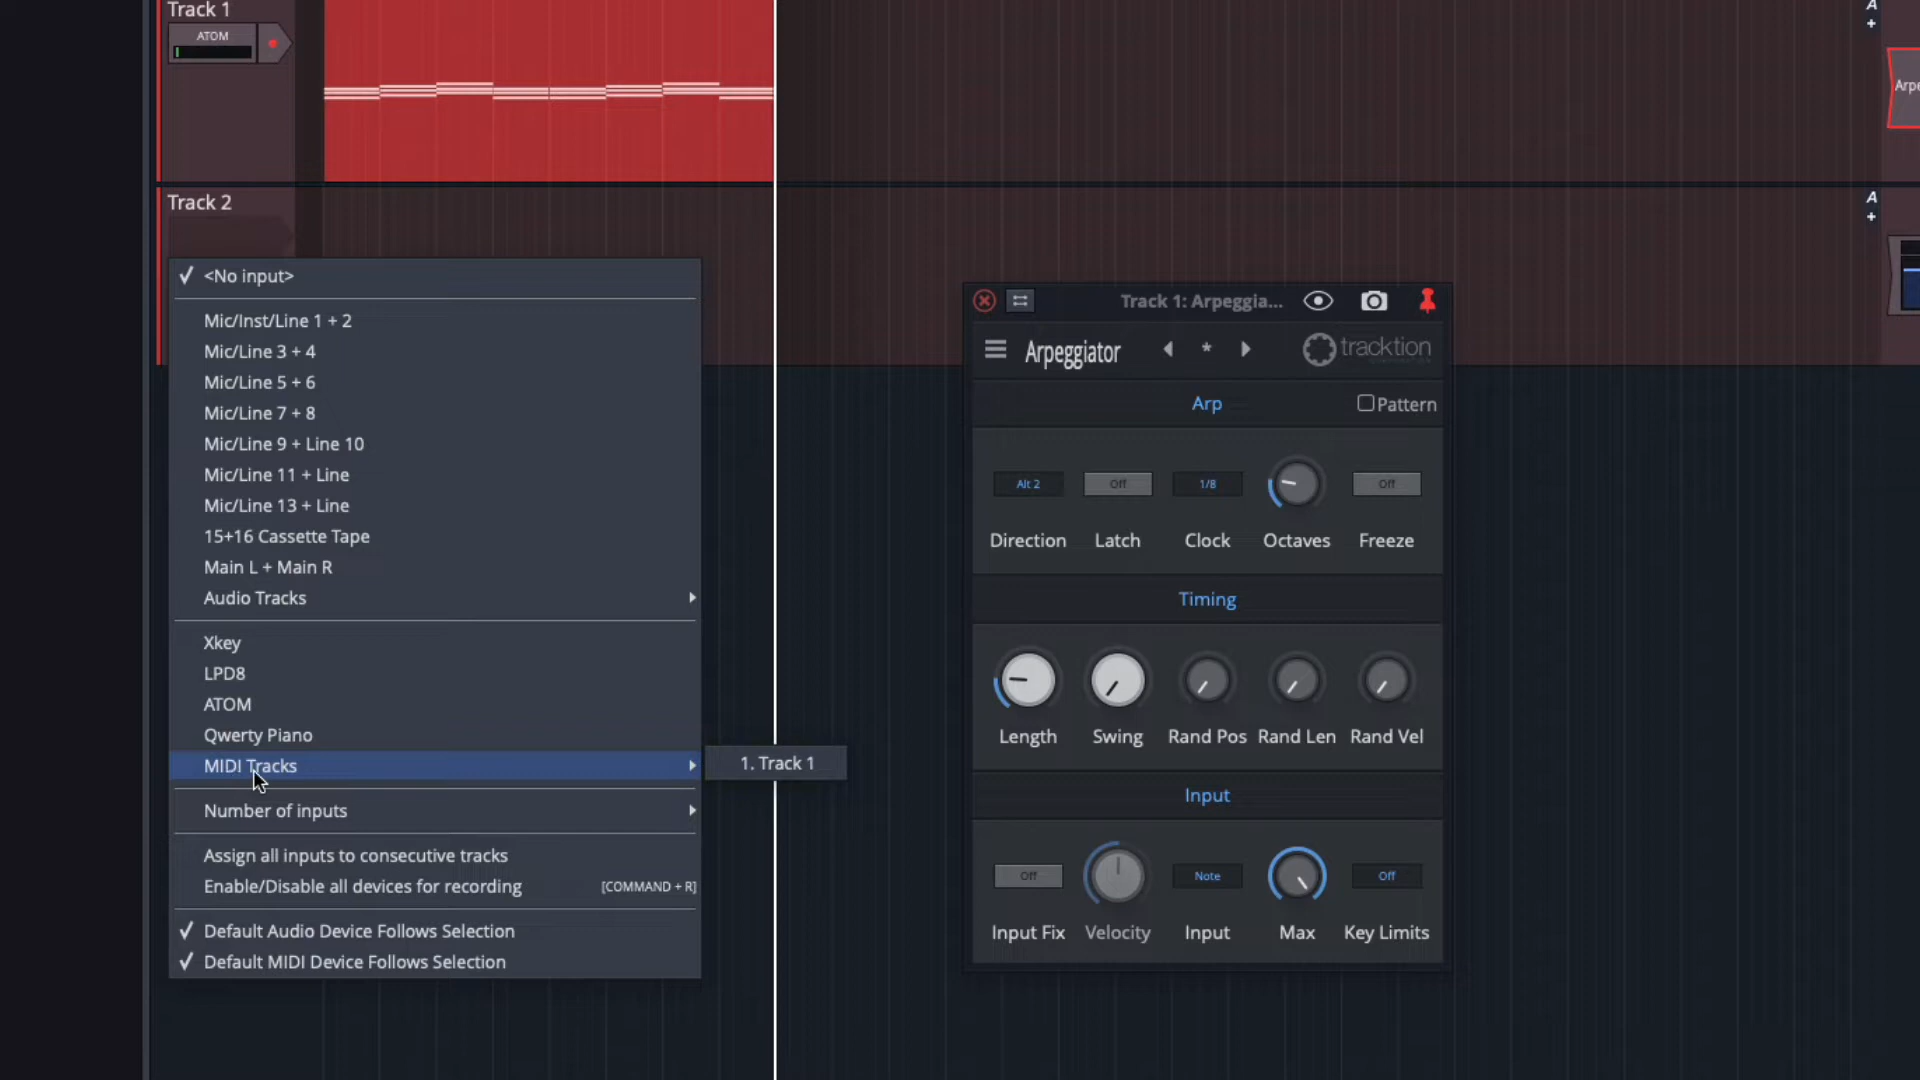 Track 1
ATOM
A
+
Arpe
Track 2
A
+
<No input>
Mic/Inst/Line 1 + 2
Mic/Line 3 + 4
Mic/Line 5 + 6
Mic/Line 7 + 8
Mic/Line 9 + Line 10
Mic/Line 11 + Line
Mic/Line 13 + Line
15+16 Cassette Tape
Main L + Main R
Audio Tracks
Xkey
LPD8
ATOM
Qwerty Piano
MIDI Tracks
1. Track 1
Number of inputs
Assign all inputs to consecutive tracks
Enable/Disable all devices for recording [COMMAND + R]
Default Audio Device Follows Selection
Default MIDI Device Follows Selection
Track 1: Arpeggia...
Arpeggiator * tracktion
Arp Pattern
Alt 2 Off 1/8 Off
Direction Latch Clock Octaves Freeze
Timing
Length Swing Rand Pos Rand Len Rand Vel
Input
Off Note Off
Input Fix Velocity Input Max Key Limits